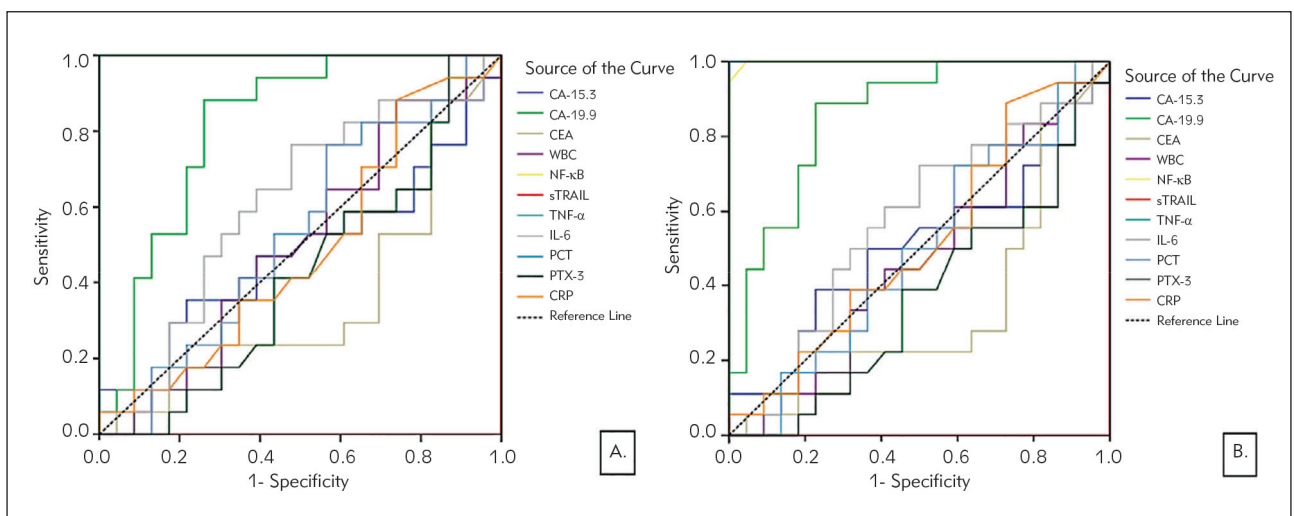 1.0
0.8
0.6
0.4
0.2
0.0
Sensitivity
0.0 0.2 0.4 0.6 0.8 1.0
1- Specificity
Source of the Curve
CA-15.3
CA-19.9
CEA
WBC
NF-κB
sTRAIL
TNF-α
IL-6
PCT
PTX-3
CRP
Reference Line
A.
1.0
0.8
0.6
0.4
0.2
0.0
Sensitivity
0.0 0.2 0.4 0.6 0.8 1.0
1- Specificity
Source of the Curve
CA-15.3
CA-19.9
CEA
WBC
NF-κB
sTRAIL
TNF-α
IL-6
PCT
PTX-3
CRP
Reference Line
B.